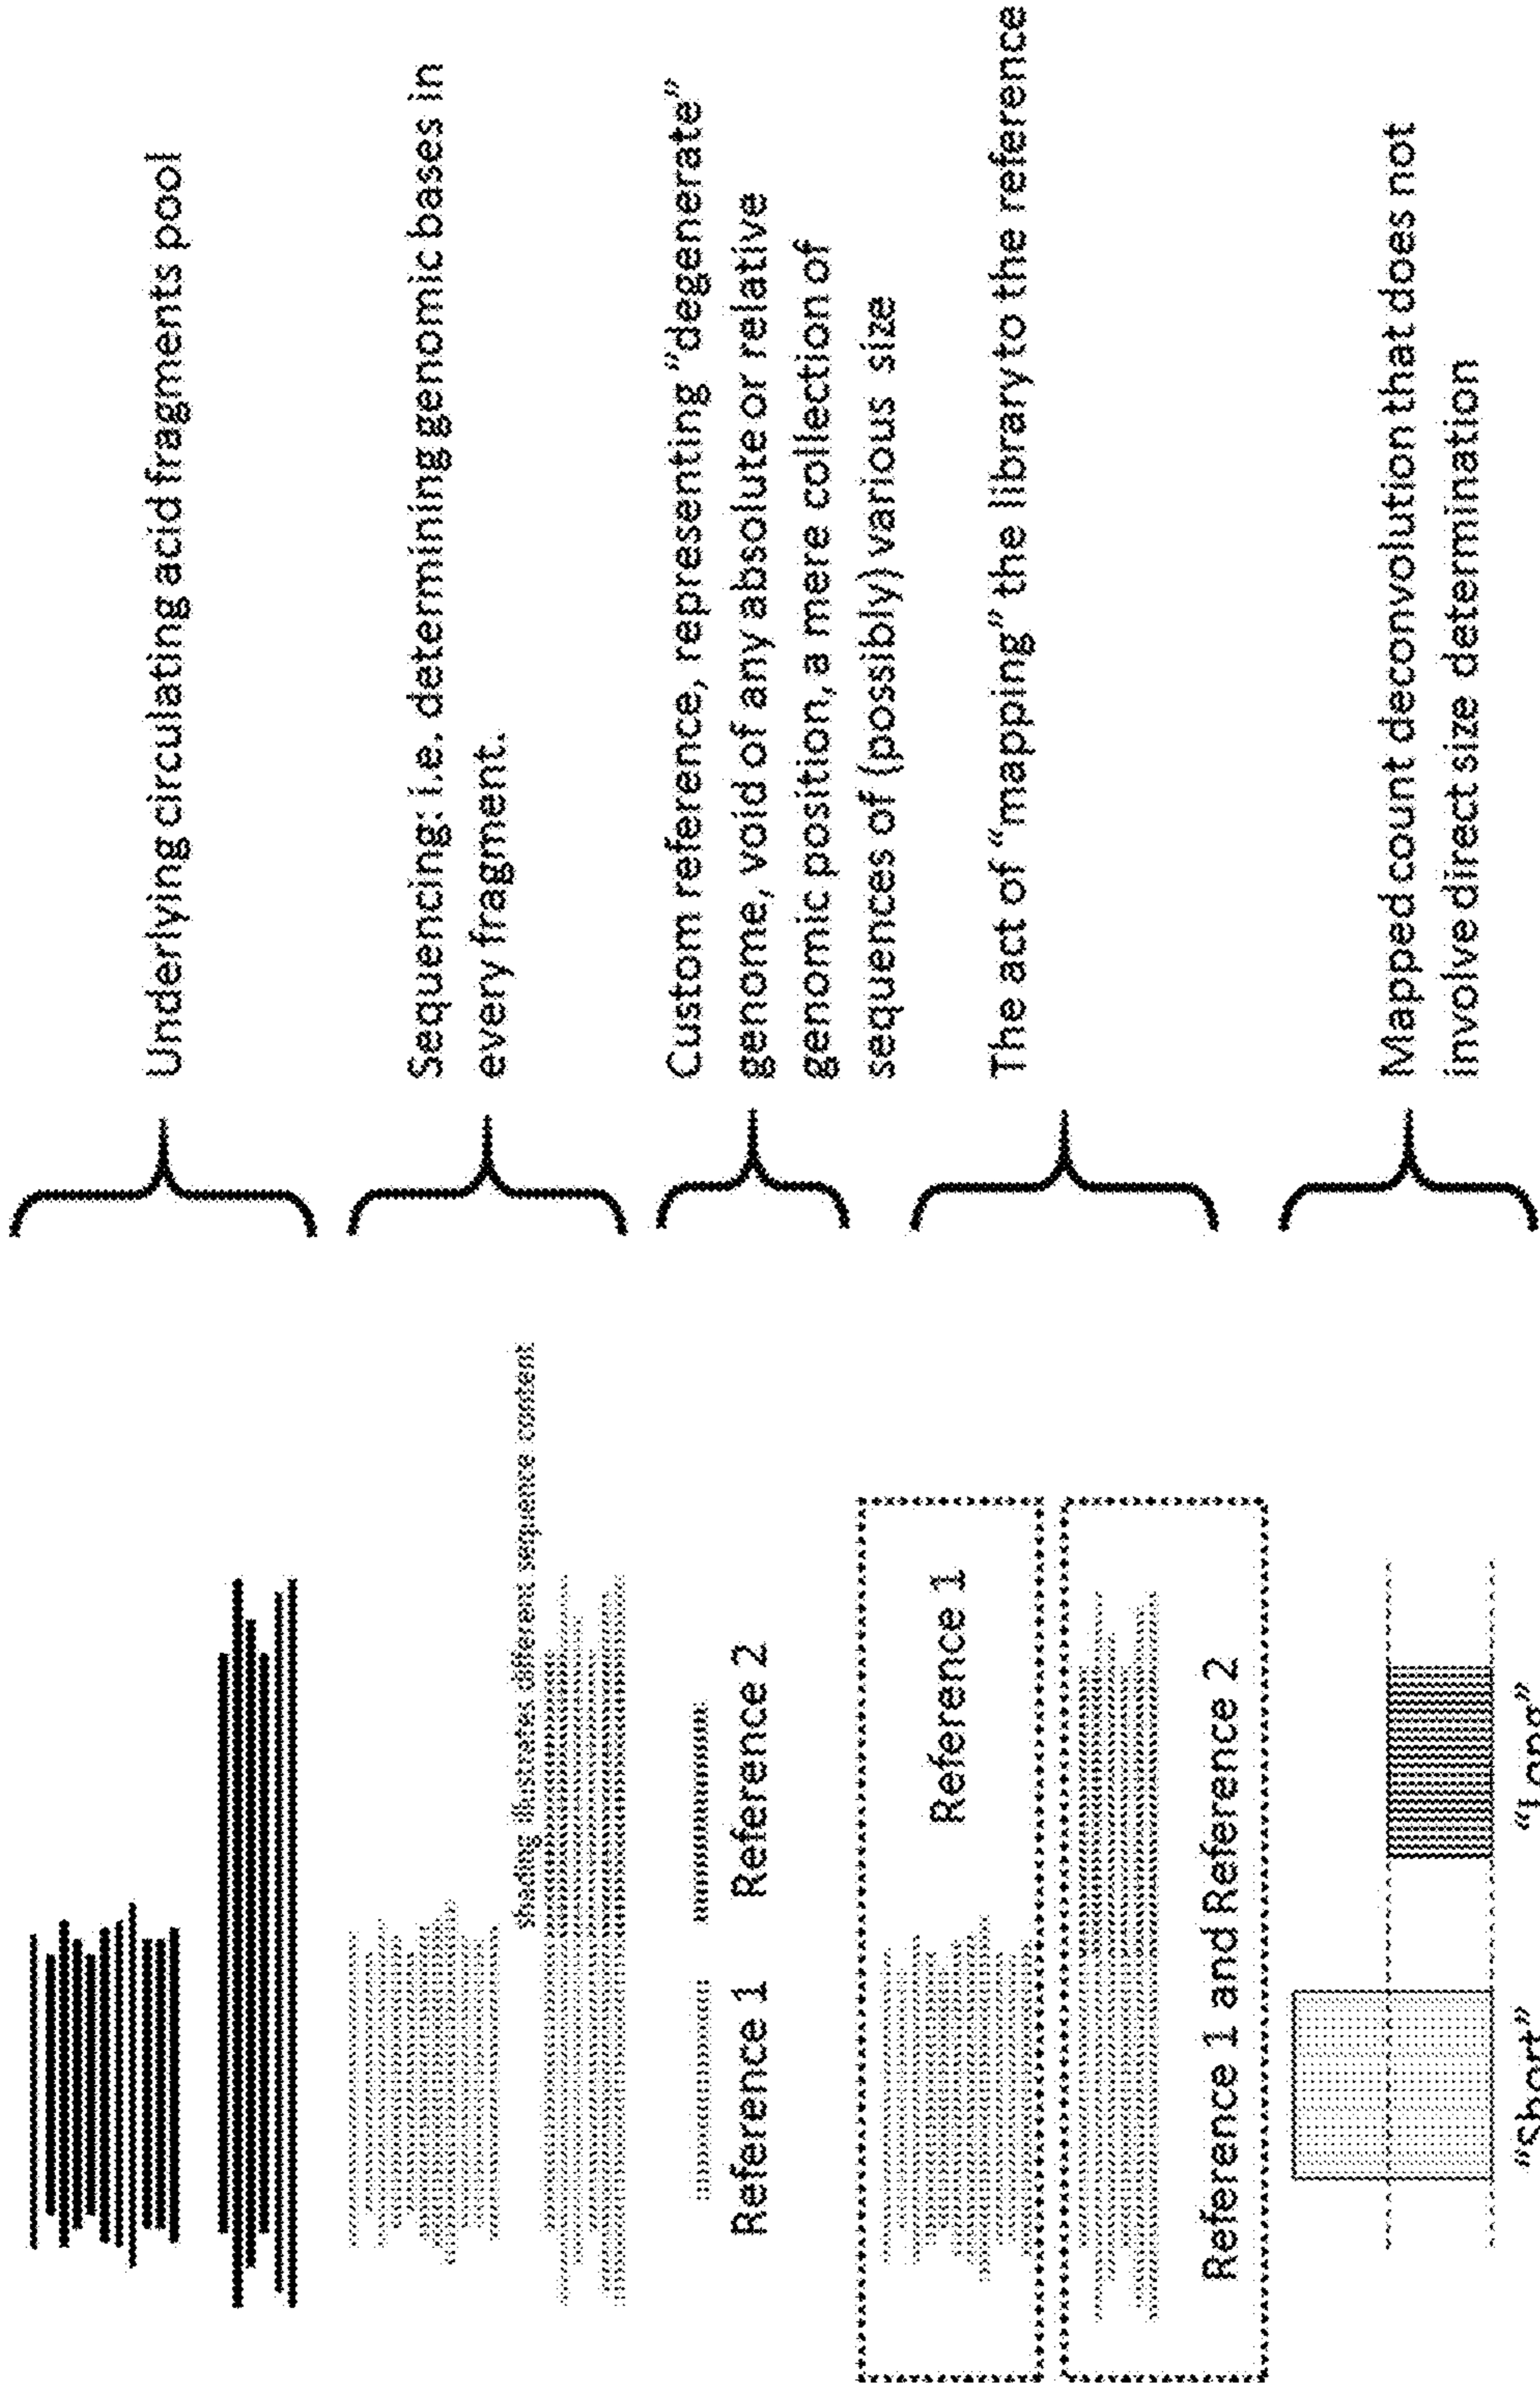 Underlying circulating acid fragments pool
Sequencing: i.e. determining genomic bases in
every fragment.
shading illustrates different sequence content
Custom reference, representing "degenerate"
genome, void of any absolute or relative
genomic position, a mere collection of
sequences of (possibly) various size
Reference 1
Reference 2
The act of "mapping" the library to the reference
Reference 1
Reference 1 and Reference 2
Mapped count deconvolution that does not
involve direct size determination
"Short"
"Long"